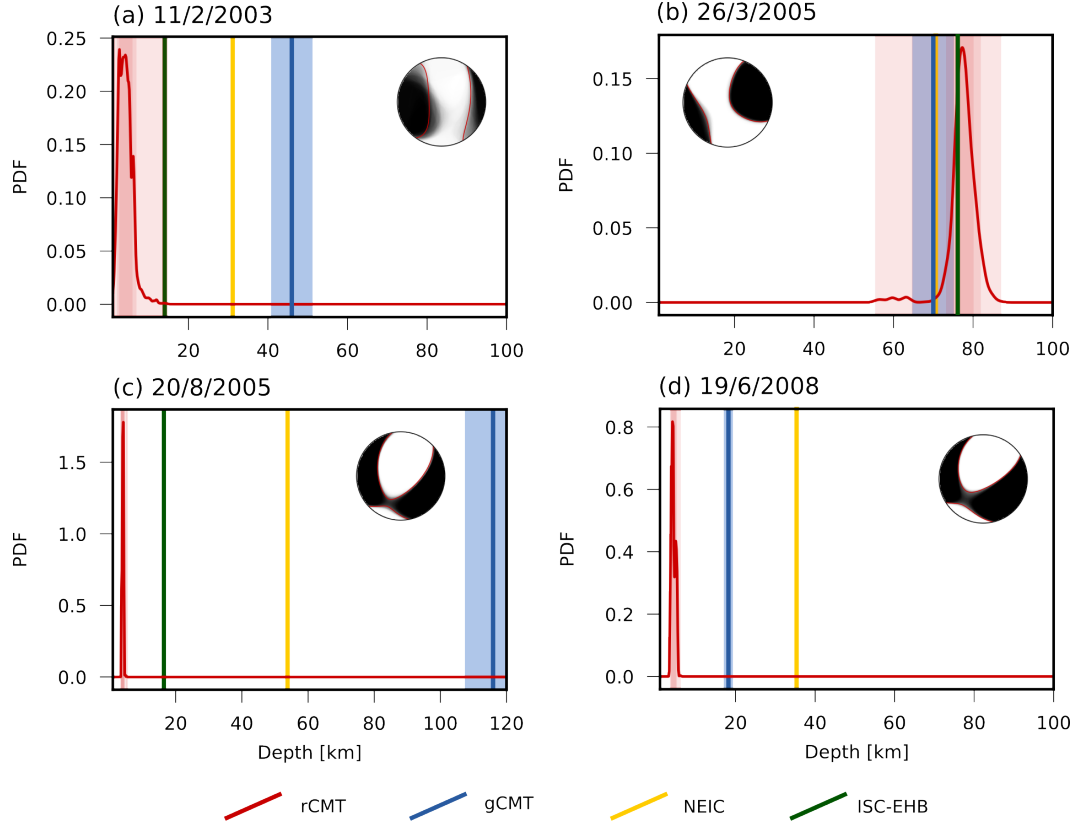 (a) 11/2/2003
0.25
0.20
0.15
0.10
0.05
0.00
PDF
20 40 60 80 100
(b) 26/3/2005
0.15
0.10
0.05
0.00
PDF
20 40 60 80 100
(c) 20/8/2005
1.5
1.0
0.5
0.0
PDF
20 40 60 80 100 120
Depth [km]
(d) 19/6/2008
0.8
0.6
0.4
0.2
0.0
PDF
20 40 60 80 100
Depth [km]
rCMT gCMT NEIC ISC-EHB